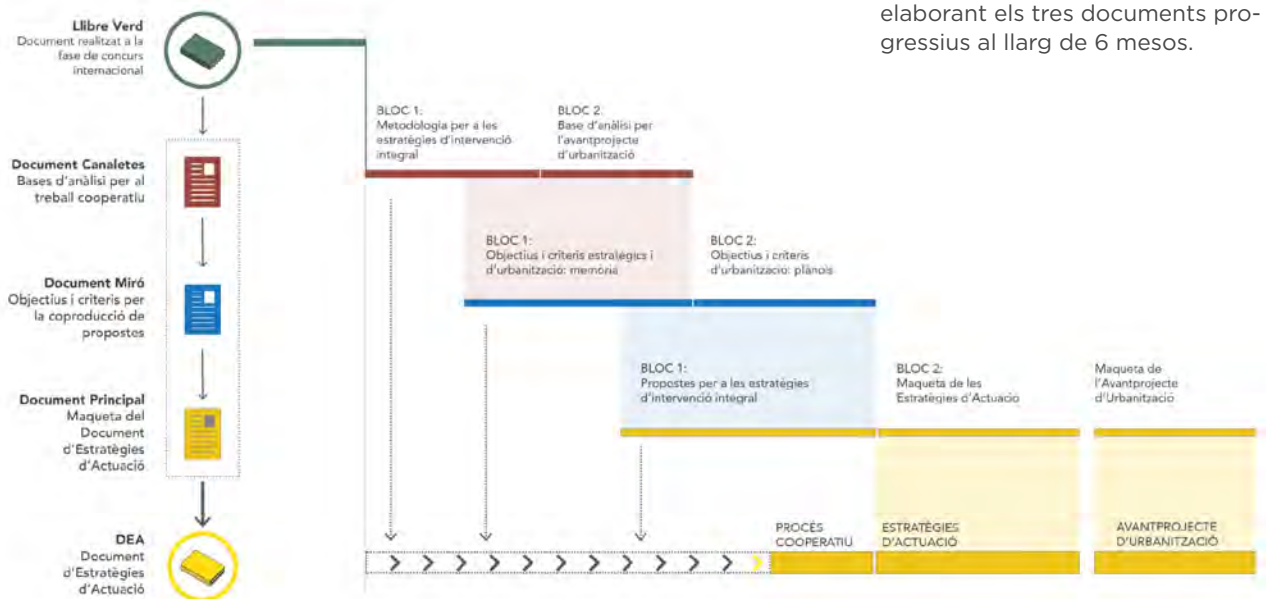 elaborant els tres documents pro-
gressius al llarg de 6 mesos.
Llibre Verd
Document realitzat a la
fase de concurs
internacional
Document Canaletes
Bases d'anàlisi per al
treball cooperatiu
Document Miró
Objectius i criteris per
la coproducció de
propostes
Document Principal
Maqueta del
Document
d'Estratègies
d'Actuació
DEA
Document
d'Estratègies
d'Actuació
BLOC 1:
Metodologia per a les
estratègies d'intervenció
integral
BLOC 2:
Base d'anàlisi per
l'avantprojecte
d'urbanització
BLOC 1:
Objectius i criteris estratègics i
d'urbanització: memòria
BLOC 2:
Objectius i criteris
d'urbanització: plànols
BLOC 1:
Propostes per a les estratègies
d'intervenció integral
BLOC 2:
Maqueta de les
Estratègies d'Actuació
Maqueta de
l'Avantprojecte
d'Urbanització
PROCÉS
COOPERATIU
ESTRATÈGIES
D'ACTUACIÓ
AVANTPROJECTE
D'URBANITZACIÓ